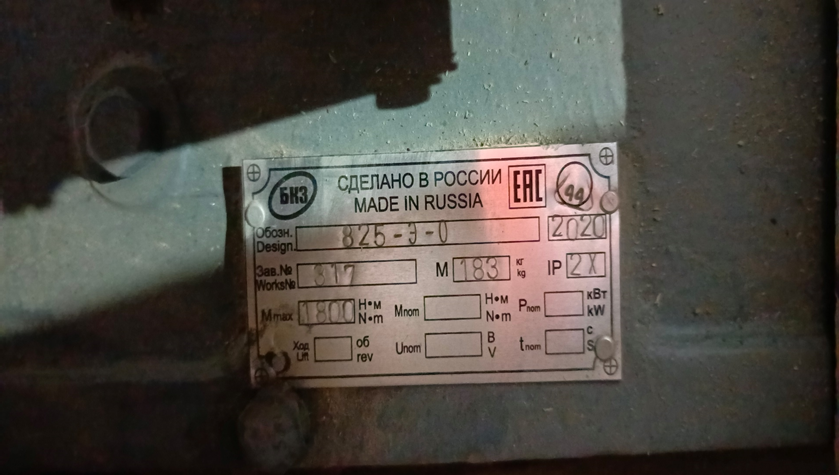 БКЗ СДЕЛАНО В РОССИИ ЕАС 44
MADE IN RUSSIA
Обозн. Design. 825-Э-0 2020
Зав.№ Works№ 817 М 183 кг kg IP 2X
Mmax 1800 Н•м N•m Mnom Н•м N•m Pnom кВт kW
Ход Lift об rev Unom В V tnom с S